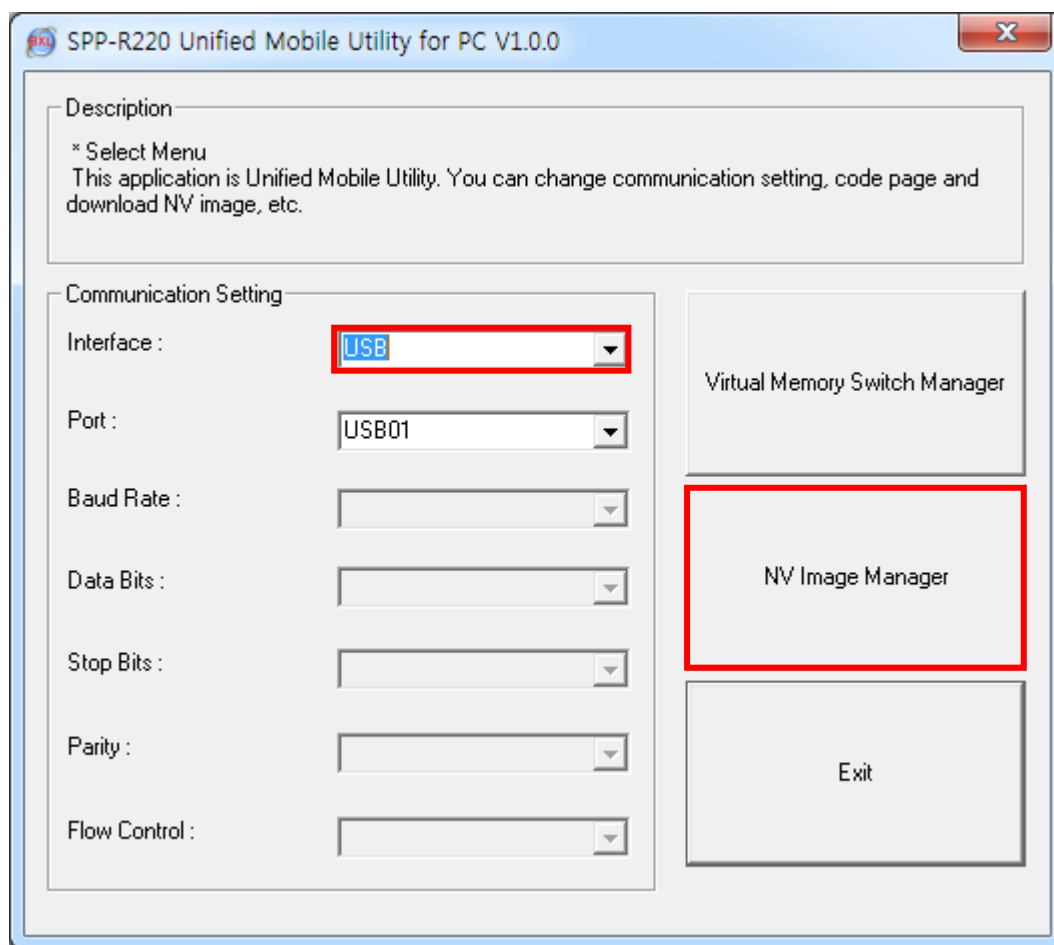 BXL
SPP-R220 Unified Mobile Utility for PC V1.0.0
Description
* Select Menu
This application is Unified Mobile Utility. You can change communication setting, code page and
download NV image, etc.
Communication Setting
Interface :
USB
Port :
USB01
Baud Rate :
Data Bits :
Stop Bits :
Parity :
Flow Control :
Virtual Memory Switch Manager
NV Image Manager
Exit